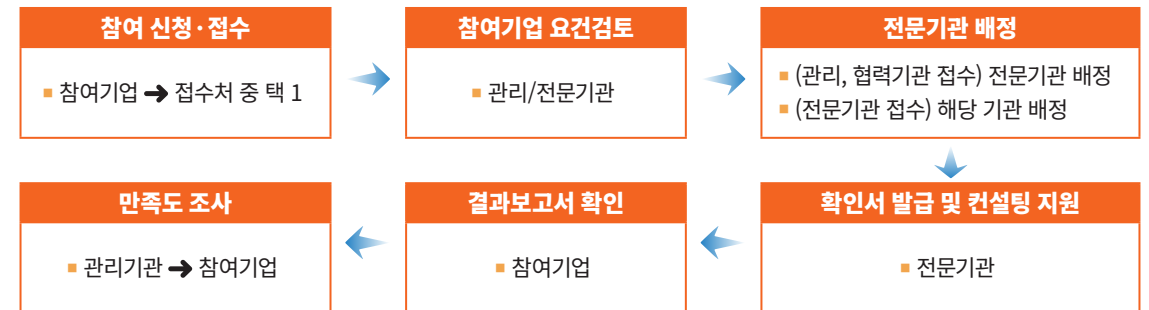 참여 신청·접수
▪ 참여기업 ➔ 접수처 중 택 1
참여기업 요건검토
▪ 관리/전문기관
전문기관 배정
▪ (관리, 협력기관 접수) 전문기관 배정
▪ (전문기관 접수) 해당 기관 배정
확인서 발급 및 컨설팅 지원
▪ 전문기관
결과보고서 확인
▪ 참여기업
만족도 조사
▪ 관리기관 ➔ 참여기업